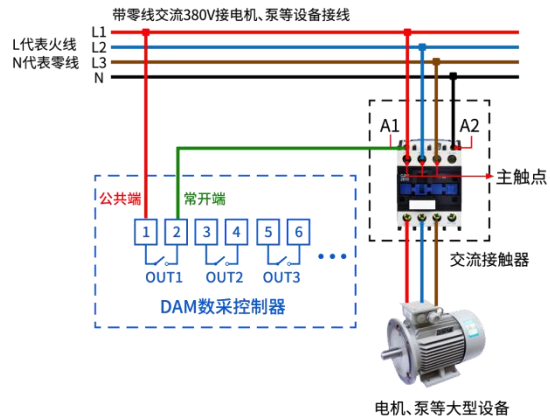 带零线交流380V接电机、泵等设备接线
L1
L代表火线
L2
N代表零线
L3
N
A1
A2
主触点
公共端
常开端
1 2 3 4 5 6
OUT1 OUT2 OUT3
交流接触器
DAM数采控制器
电机、泵等大型设备